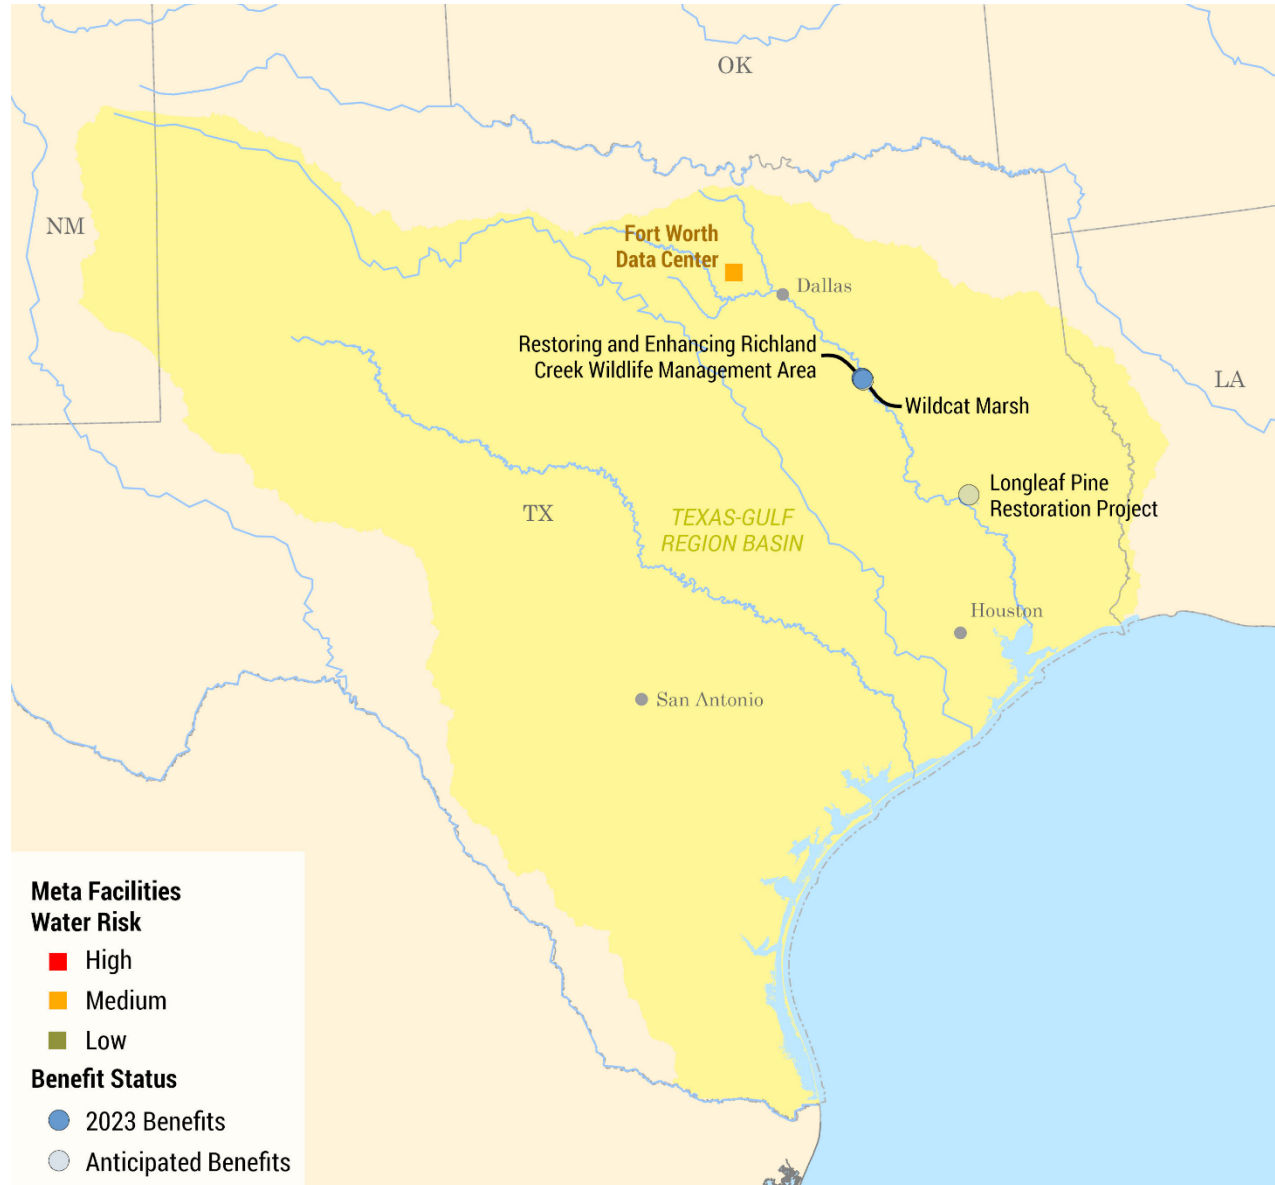 OK
NM
Fort Worth
Data Center
Dallas
Restoring and Enhancing Richland
Creek Wildlife Management Area
LA
Wildcat Marsh
Longleaf Pine
Restoration Project
TX
TEXAS-GULF
REGION BASIN
Houston
San Antonio
Meta Facilities
Water Risk
High
Medium
Low
Benefit Status
2023 Benefits
Anticipated Benefits